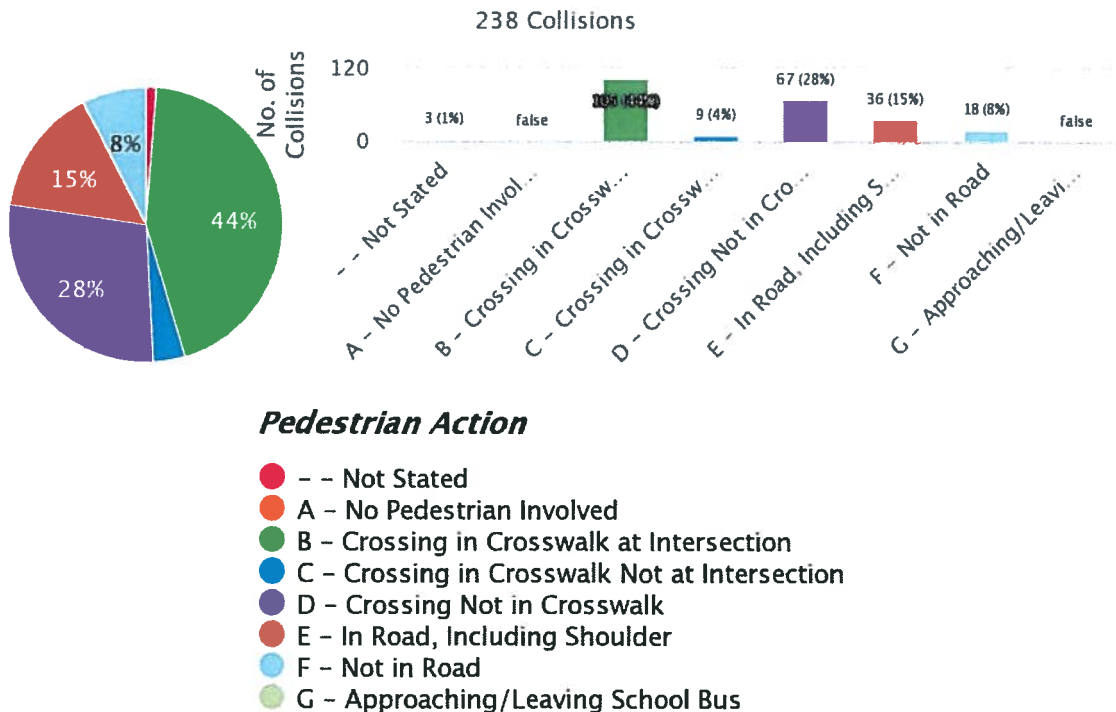 238 Collisions
No. of
Collisions
120
0
3 (1%)
false
105 (44%)
9 (4%)
67 (28%)
36 (15%)
18 (8%)
false
- - Not Stated
A - No Pedestrian Invol...
B - Crossing in Crossw...
C - Crossing in Crossw...
D - Crossing Not in Cro...
E - In Road, Including S...
F - Not in Road
G - Approaching/Leavi...
8%
15%
44%
28%
Pedestrian Action
- - Not Stated
A - No Pedestrian Involved
B - Crossing in Crosswalk at Intersection
C - Crossing in Crosswalk Not at Intersection
D - Crossing Not in Crosswalk
E - In Road, Including Shoulder
F - Not in Road
G - Approaching/Leaving School Bus